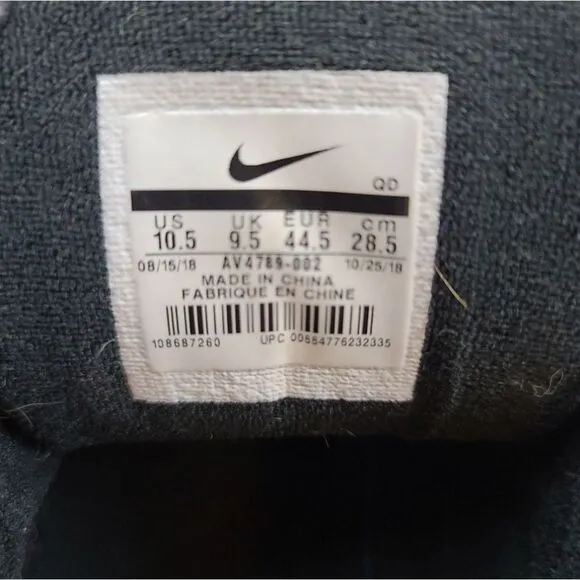 QD
US UK EUR cm
10.5 9.5 44.5 28.5
08/15/18 AV4789-002 10/25/18
MADE IN CHINA
FABRIQUE EN CHINE
108687260 UPC 00884776232335